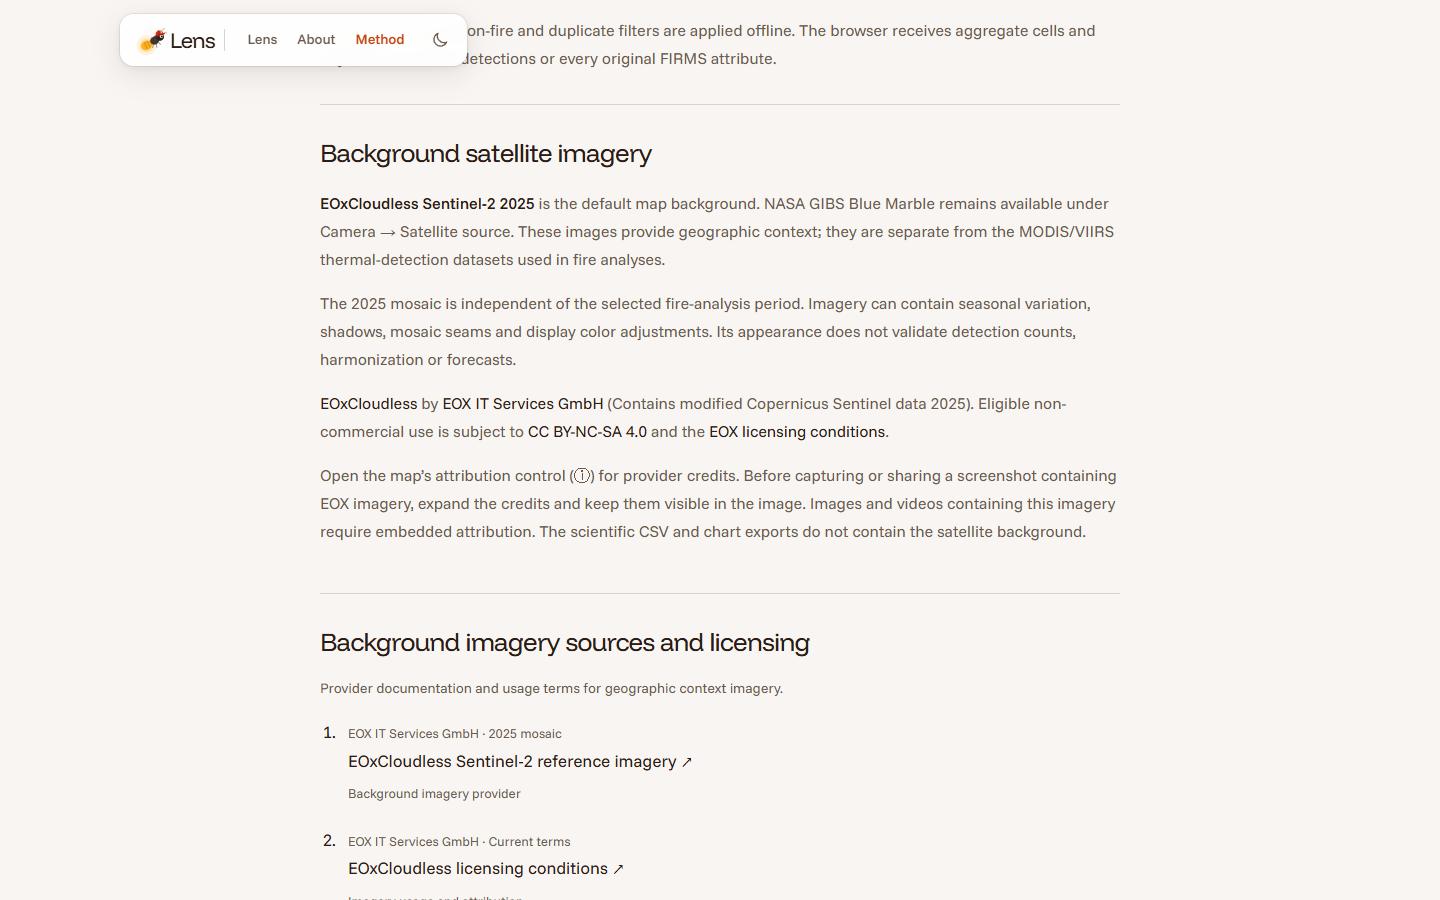 Lens
Lens
About
Method
on-fire and duplicate filters are applied offline. The browser receives aggregate cells and
detections or every original FIRMS attribute.
Background satellite imagery
EOxCloudless Sentinel-2 2025 is the default map background. NASA GIBS Blue Marble remains available under
Camera → Satellite source. These images provide geographic context; they are separate from the MODIS/VIIRS
thermal-detection datasets used in fire analyses.
The 2025 mosaic is independent of the selected fire-analysis period. Imagery can contain seasonal variation,
shadows, mosaic seams and display color adjustments. Its appearance does not validate detection counts,
harmonization or forecasts.
EOxCloudless by EOX IT Services GmbH (Contains modified Copernicus Sentinel data 2025). Eligible non-
commercial use is subject to CC BY-NC-SA 4.0 and the EOX licensing conditions.
Open the map’s attribution control (ⓘ) for provider credits. Before capturing or sharing a screenshot containing
EOX imagery, expand the credits and keep them visible in the image. Images and videos containing this imagery
require embedded attribution. The scientific CSV and chart exports do not contain the satellite background.
Background imagery sources and licensing
Provider documentation and usage terms for geographic context imagery.
1. EOX IT Services GmbH · 2025 mosaic
EOxCloudless Sentinel-2 reference imagery ↗
Background imagery provider
2. EOX IT Services GmbH · Current terms
EOxCloudless licensing conditions ↗